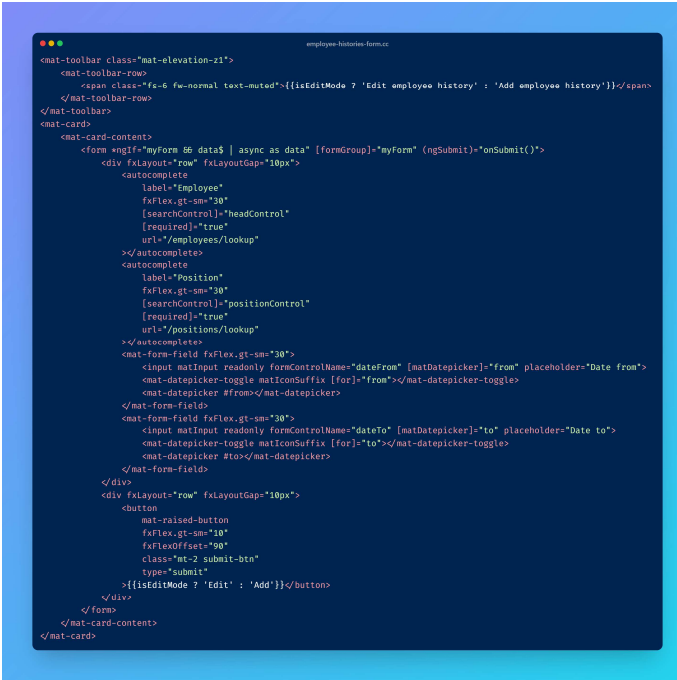 employee-histories-form.cc
<mat-toolbar class="mat-elevation-z1">
<mat-toolbar-row>
<span class="fs-6 fw-normal text-muted">{{isEditMode ? 'Edit employee history' : 'Add employee history'}}</span>
</mat-toolbar-row>
</mat-toolbar>
<mat-card>
<mat-card-content>
<form *ngIf="myForm && data$ | async as data" [formGroup]="myForm" (ngSubmit)="onSubmit()">
<div fxLayout="row" fxLayoutGap="10px">
<autocomplete
label="Employee"
fxFlex.gt-sm="30"
[searchControl]="headControl"
[required]="true"
url="/employees/lookup"
></autocomplete>
<autocomplete
label="Position"
fxFlex.gt-sm="30"
[searchControl]="positionControl"
[required]="true"
url="/positions/lookup"
></autocomplete>
<mat-form-field fxFlex.gt-sm="30">
<input matInput readonly formControlName="dateFrom" [matDatepicker]="from" placeholder="Date from">
<mat-datepicker-toggle matIconSuffix [for]="from"></mat-datepicker-toggle>
<mat-datepicker #from></mat-datepicker>
</mat-form-field>
<mat-form-field fxFlex.gt-sm="30">
<input matInput readonly formControlName="dateTo" [matDatepicker]="to" placeholder="Date to">
<mat-datepicker-toggle matIconSuffix [for]="to"></mat-datepicker-toggle>
<mat-datepicker #to></mat-datepicker>
</mat-form-field>
</div>
<div fxLayout="row" fxLayoutGap="10px">
<button
mat-raised-button
fxFlex.gt-sm="10"
fxFlexOffset="90"
class="mt-2 submit-btn"
type="submit"
>{{isEditMode ? 'Edit' : 'Add'}}</button>
</div>
</form>
</mat-card-content>
</mat-card>